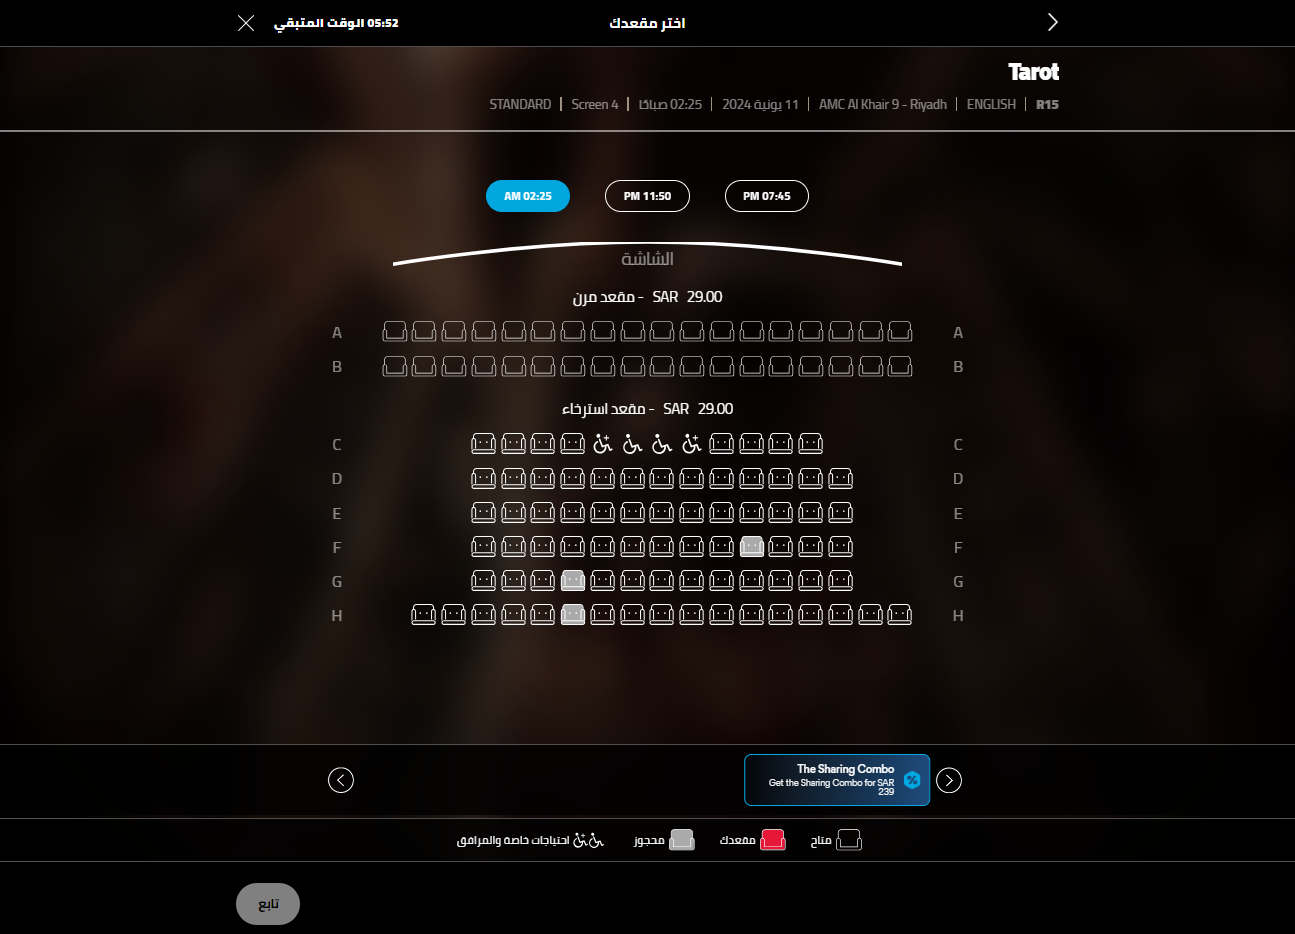 اختر مقعدك
05:52 الوقت المتبقي
Tarot
R15 | ENGLISH | AMC Al Khair 9 - Riyadh | 11 يونية 2024 | 02:25 صباحًا | Screen 4 | STANDARD
AM 02:25 PM 11:50 PM 07:45
الشاشة
مقعد مرن - SAR 29.00
A A
B B
مقعد استرخاء - SAR 29.00
C C
D D
E E
F F
G G
H H
The Sharing Combo
Get the Sharing Combo for SAR
239
متاح مقعدك محجوز احتياجات خاصة والمرافق
تابع